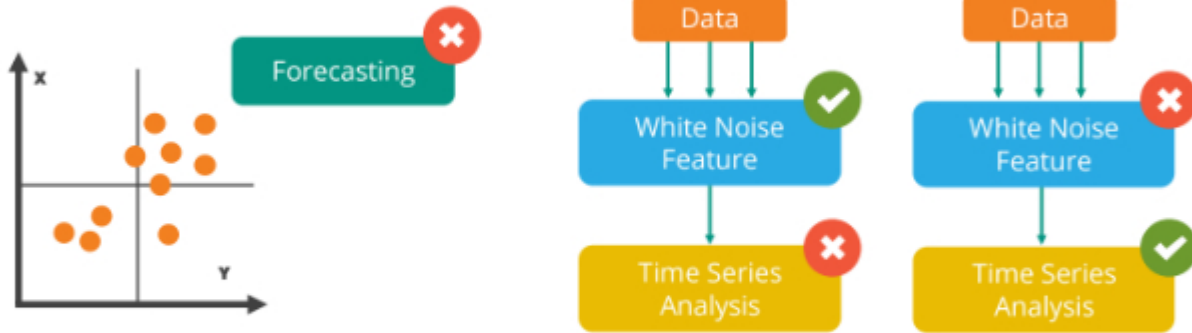 X
Y
Forecasting
Data
White Noise
Feature
Time Series
Analysis
Data
White Noise
Feature
Time Series
Analysis